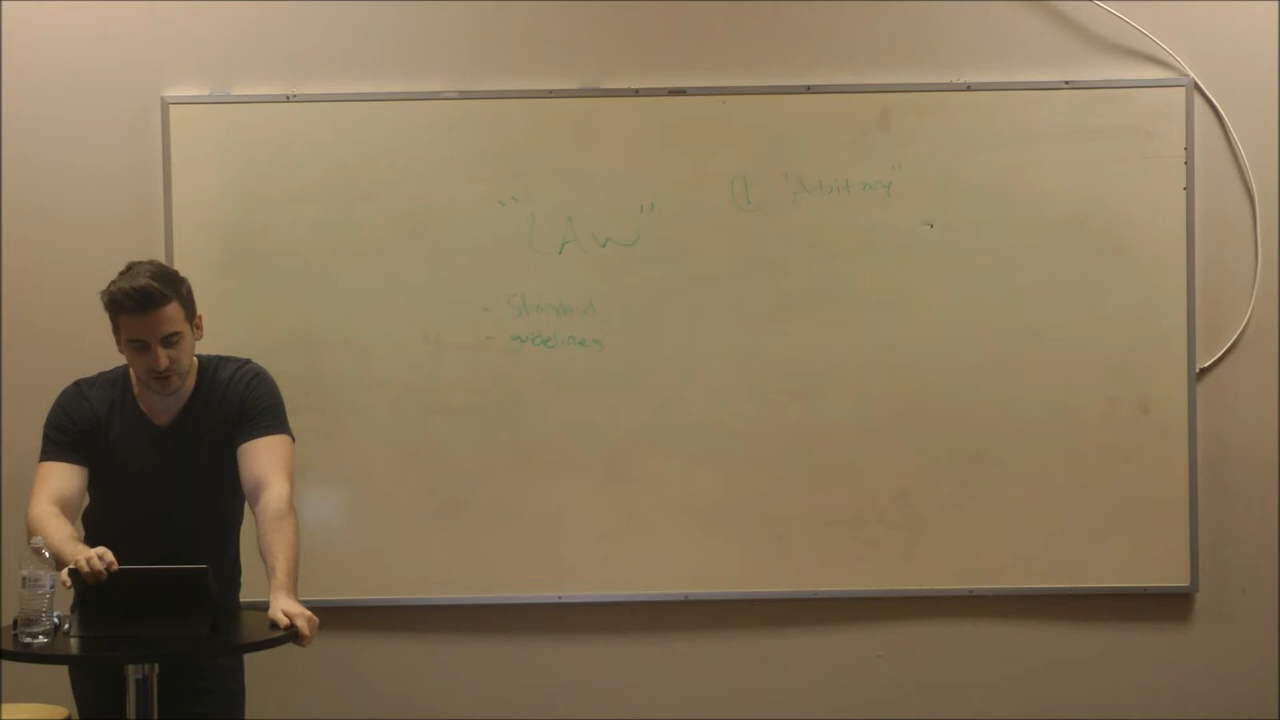 "LAW"
- Standard
- guidelines
① "Arbitrary"